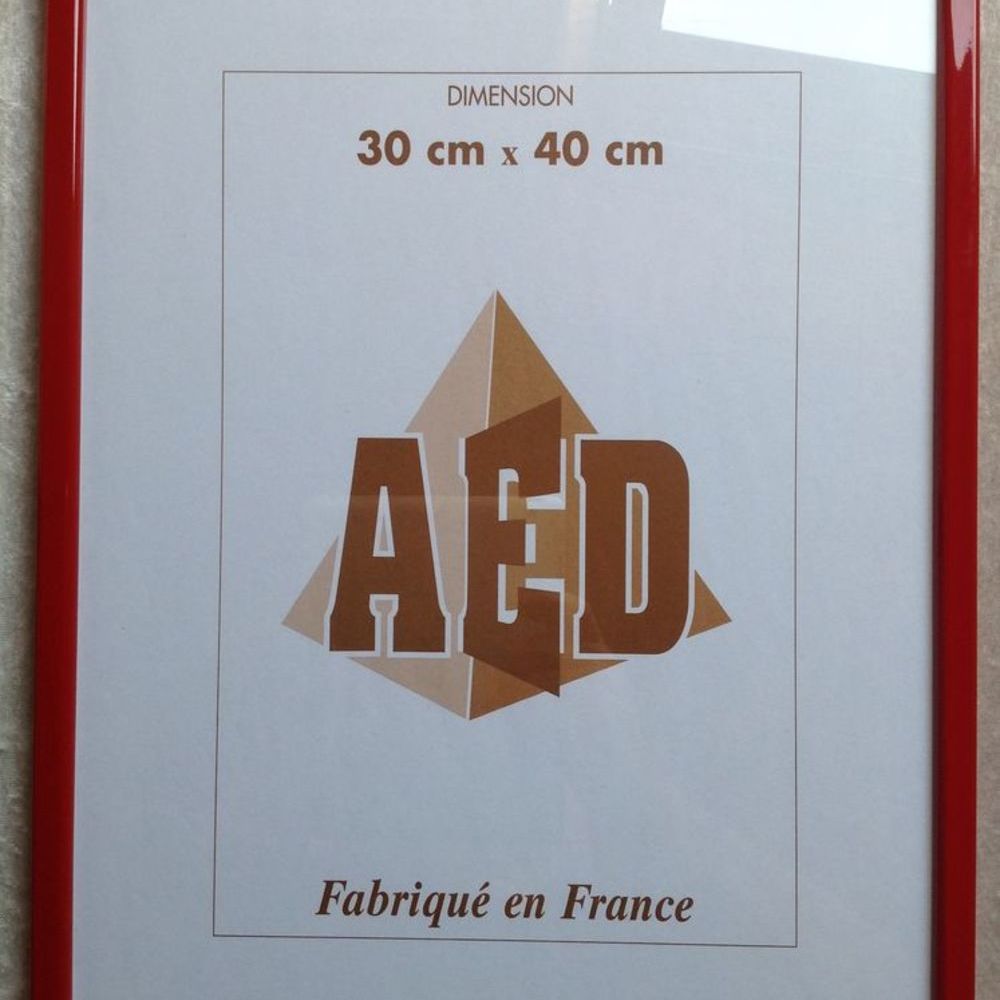 DIMENSION
30 cm x 40 cm
AED
Fabriqué en France